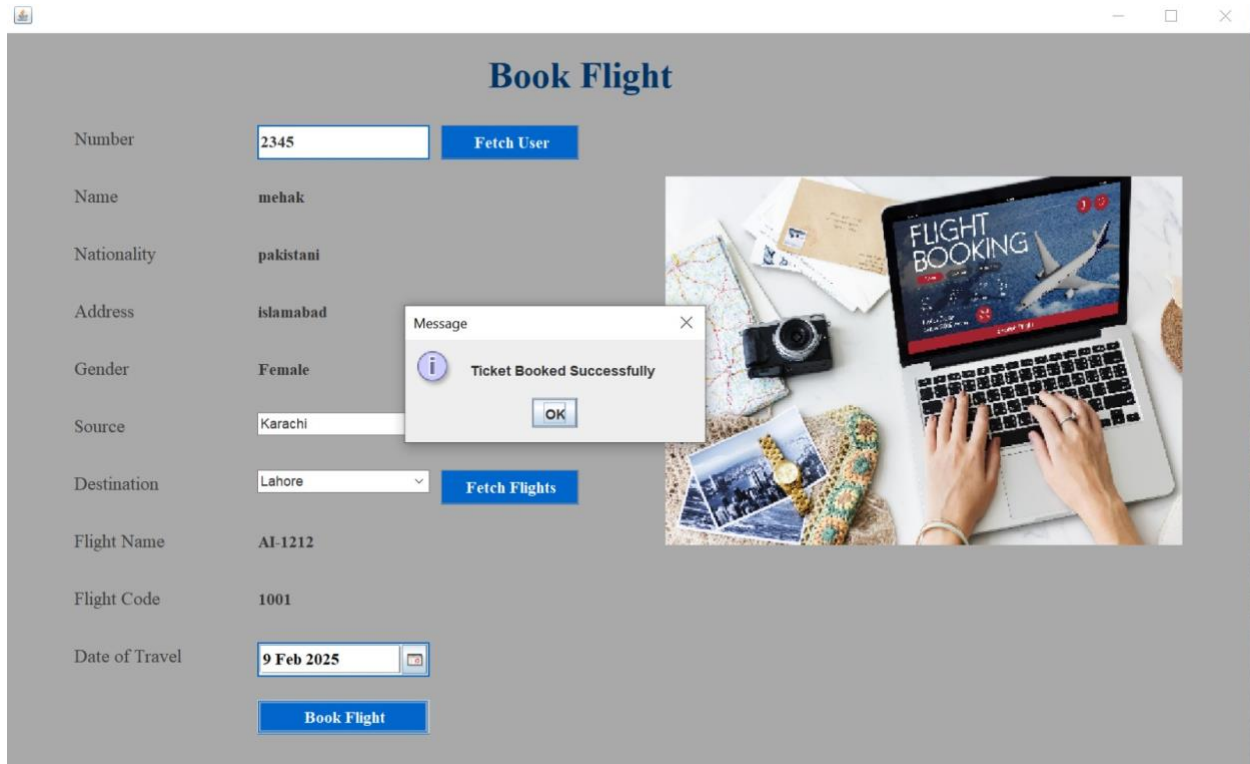 Book Flight
Number 2345 Fetch User
Name mehak
Nationality pakistani
Address islamabad
Gender Female
Source Karachi
Destination Lahore Fetch Flights
Flight Name AI-1212
Flight Code 1001
Date of Travel 9 Feb 2025
Book Flight
Message
Ticket Booked Successfully
OK
FLIGHT
BOOKING